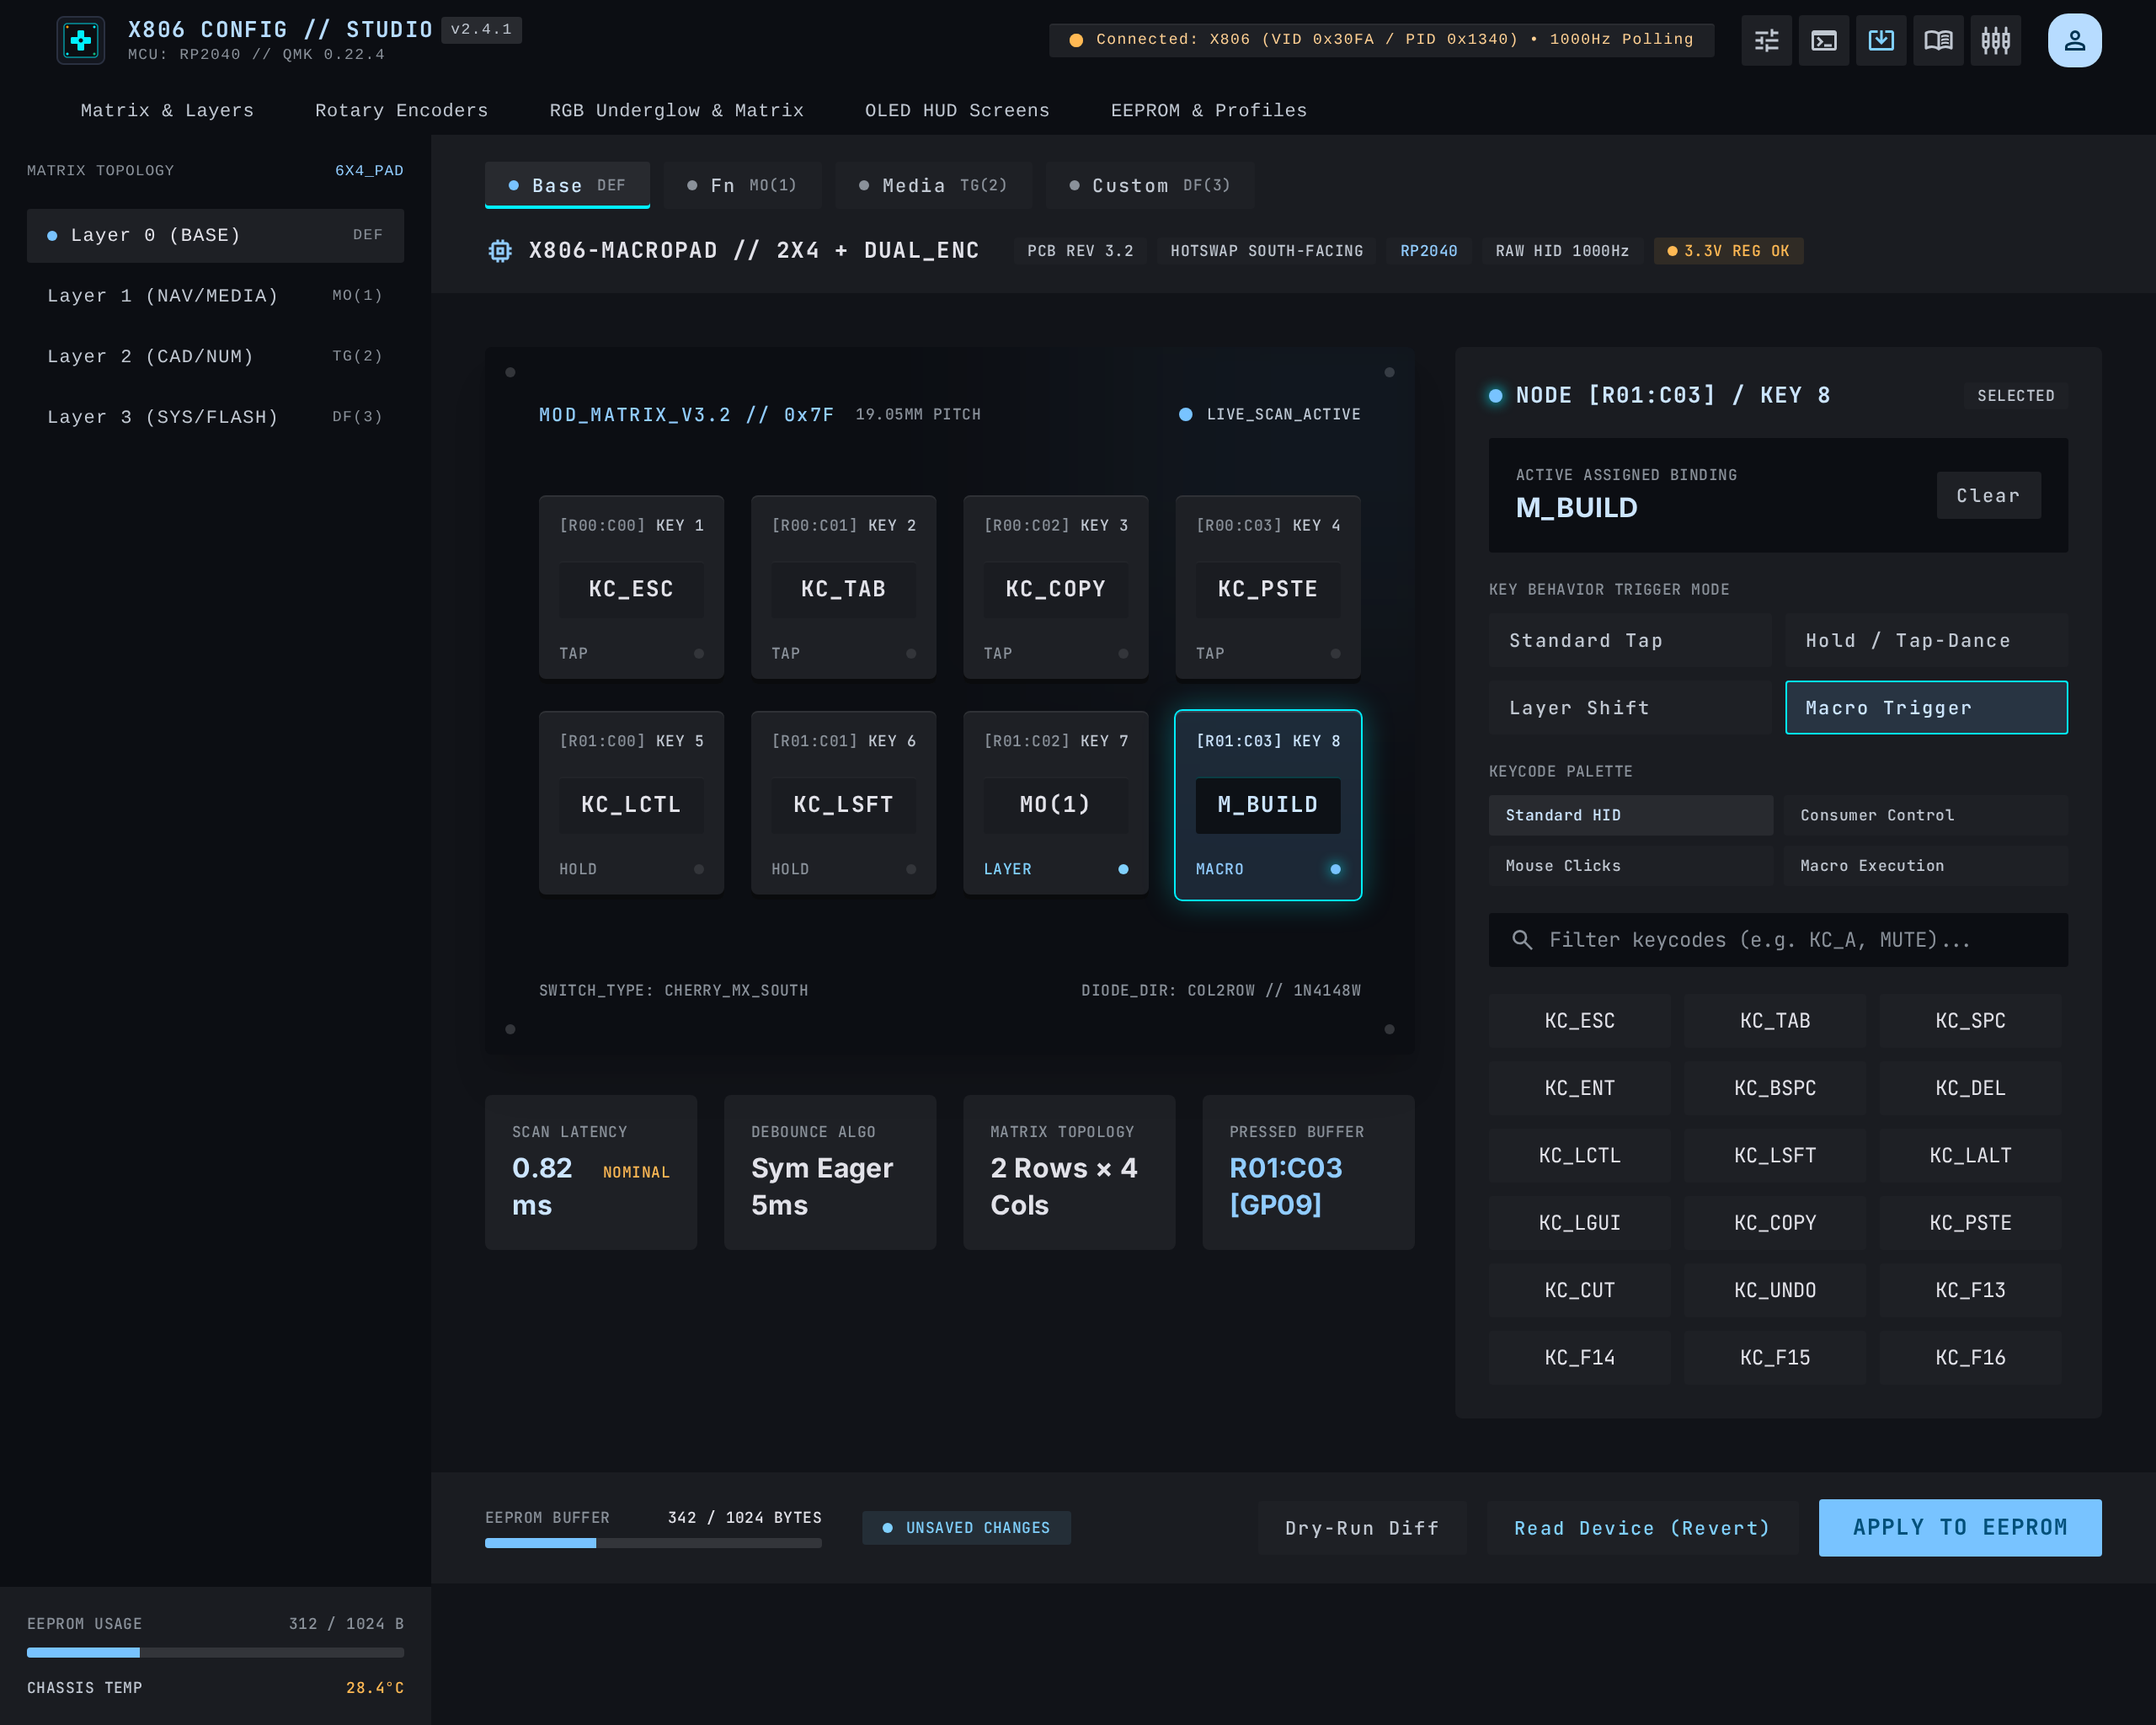 X806 CONFIG // STUDIO v2.4.1
MCU: RP2040 // QMK 0.22.4
Connected: X806 (VID 0x30FA / PID 0x1340) • 1000Hz Polling
Matrix & Layers
Rotary Encoders
RGB Underglow & Matrix
OLED HUD Screens
EEPROM & Profiles
MATRIX TOPOLOGY
6X4_PAD
Layer 0 (BASE) DEF
Layer 1 (NAV/MEDIA) MO(1)
Layer 2 (CAD/NUM) TG(2)
Layer 3 (SYS/FLASH) DF(3)
EEPROM USAGE 312 / 1024 B
CHASSIS TEMP 28.4°C
Base DEF
Fn MO(1)
Media TG(2)
Custom DF(3)
X806-MACROPAD // 2X4 + DUAL_ENC
PCB REV 3.2
HOTSWAP SOUTH-FACING
RP2040
RAW HID 1000Hz
3.3V REG OK
MOD_MATRIX_V3.2 // 0x7F 19.05MM PITCH
LIVE_SCAN_ACTIVE
[R00:C00] KEY 1
KC_ESC
TAP
[R00:C01] KEY 2
KC_TAB
TAP
[R00:C02] KEY 3
KC_COPY
TAP
[R00:C03] KEY 4
KC_PSTE
TAP
[R01:C00] KEY 5
KC_LCTL
HOLD
[R01:C01] KEY 6
KC_LSFT
HOLD
[R01:C02] KEY 7
MO(1)
LAYER
[R01:C03] KEY 8
M_BUILD
MACRO
SWITCH_TYPE: CHERRY_MX_SOUTH
DIODE_DIR: COL2ROW // 1N4148W
SCAN LATENCY
0.82 ms
NOMINAL
DEBOUNCE ALGO
Sym Eager
5ms
MATRIX TOPOLOGY
2 Rows × 4
Cols
PRESSED BUFFER
R01:C03
[GP09]
NODE [R01:C03] / KEY 8
SELECTED
ACTIVE ASSIGNED BINDING
M_BUILD
Clear
KEY BEHAVIOR TRIGGER MODE
Standard Tap
Hold / Tap-Dance
Layer Shift
Macro Trigger
KEYCODE PALETTE
Standard HID
Consumer Control
Mouse Clicks
Macro Execution
Filter keycodes (e.g. KC_A, MUTE)...
KC_ESC
KC_TAB
KC_SPC
KC_ENT
KC_BSPC
KC_DEL
KC_LCTL
KC_LSFT
KC_LALT
KC_LGUI
KC_COPY
KC_PSTE
KC_CUT
KC_UNDO
KC_F13
KC_F14
KC_F15
KC_F16
EEPROM BUFFER 342 / 1024 BYTES
UNSAVED CHANGES
Dry-Run Diff
Read Device (Revert)
APPLY TO EEPROM